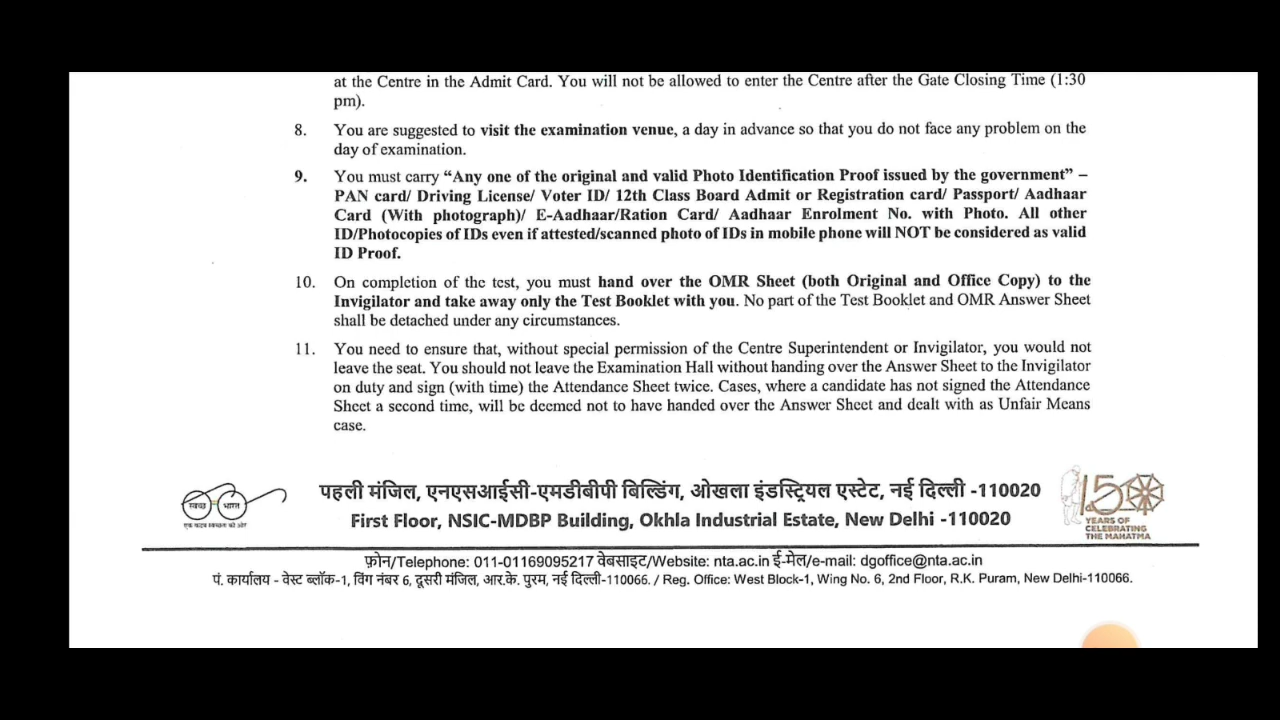 at the Centre in the Admit Card. You will not be allowed to enter the Centre after the Gate Closing Time (1:30
pm).
8. You are suggested to visit the examination venue, a day in advance so that you do not face any problem on the
day of examination.
9. You must carry “Any one of the original and valid Photo Identification Proof issued by the government” –
PAN card/ Driving License/ Voter ID/ 12th Class Board Admit or Registration card/ Passport/ Aadhaar
Card (With photograph)/ E-Aadhaar/Ration Card/ Aadhaar Enrolment No. with Photo. All other
ID/Photocopies of IDs even if attested/scanned photo of IDs in mobile phone will NOT be considered as valid
ID Proof.
10. On completion of the test, you must hand over the OMR Sheet (both Original and Office Copy) to the
Invigilator and take away only the Test Booklet with you. No part of the Test Booklet and OMR Answer Sheet
shall be detached under any circumstances.
11. You need to ensure that, without special permission of the Centre Superintendent or Invigilator, you would not
leave the seat. You should not leave the Examination Hall without handing over the Answer Sheet to the Invigilator
on duty and sign (with time) the Attendance Sheet twice. Cases, where a candidate has not signed the Attendance
Sheet a second time, will be deemed not to have handed over the Answer Sheet and dealt with as Unfair Means
case.
स्वच्छ भारत
एक कदम स्वच्छता की ओर
पहली मंजिल, एनएसआईसी-एमडीबीपी बिल्डिंग, ओखला इंडस्ट्रियल एस्टेट, नई दिल्ली -110020
First Floor, NSIC-MDBP Building, Okhla Industrial Estate, New Delhi -110020
150
YEARS OF
CELEBRATING
THE MAHATMA
फ़ोन/Telephone: 011-01169095217 वेबसाइट/Website: nta.ac.in ई-मेल/e-mail: dgoffice@nta.ac.in
पं. कार्यालय - वेस्ट ब्लॉक-1, विंग नंबर 6, दूसरी मंजिल, आर.के. पुरम, नई दिल्ली-110066. / Reg. Office: West Block-1, Wing No. 6, 2nd Floor, R.K. Puram, New Delhi-110066.